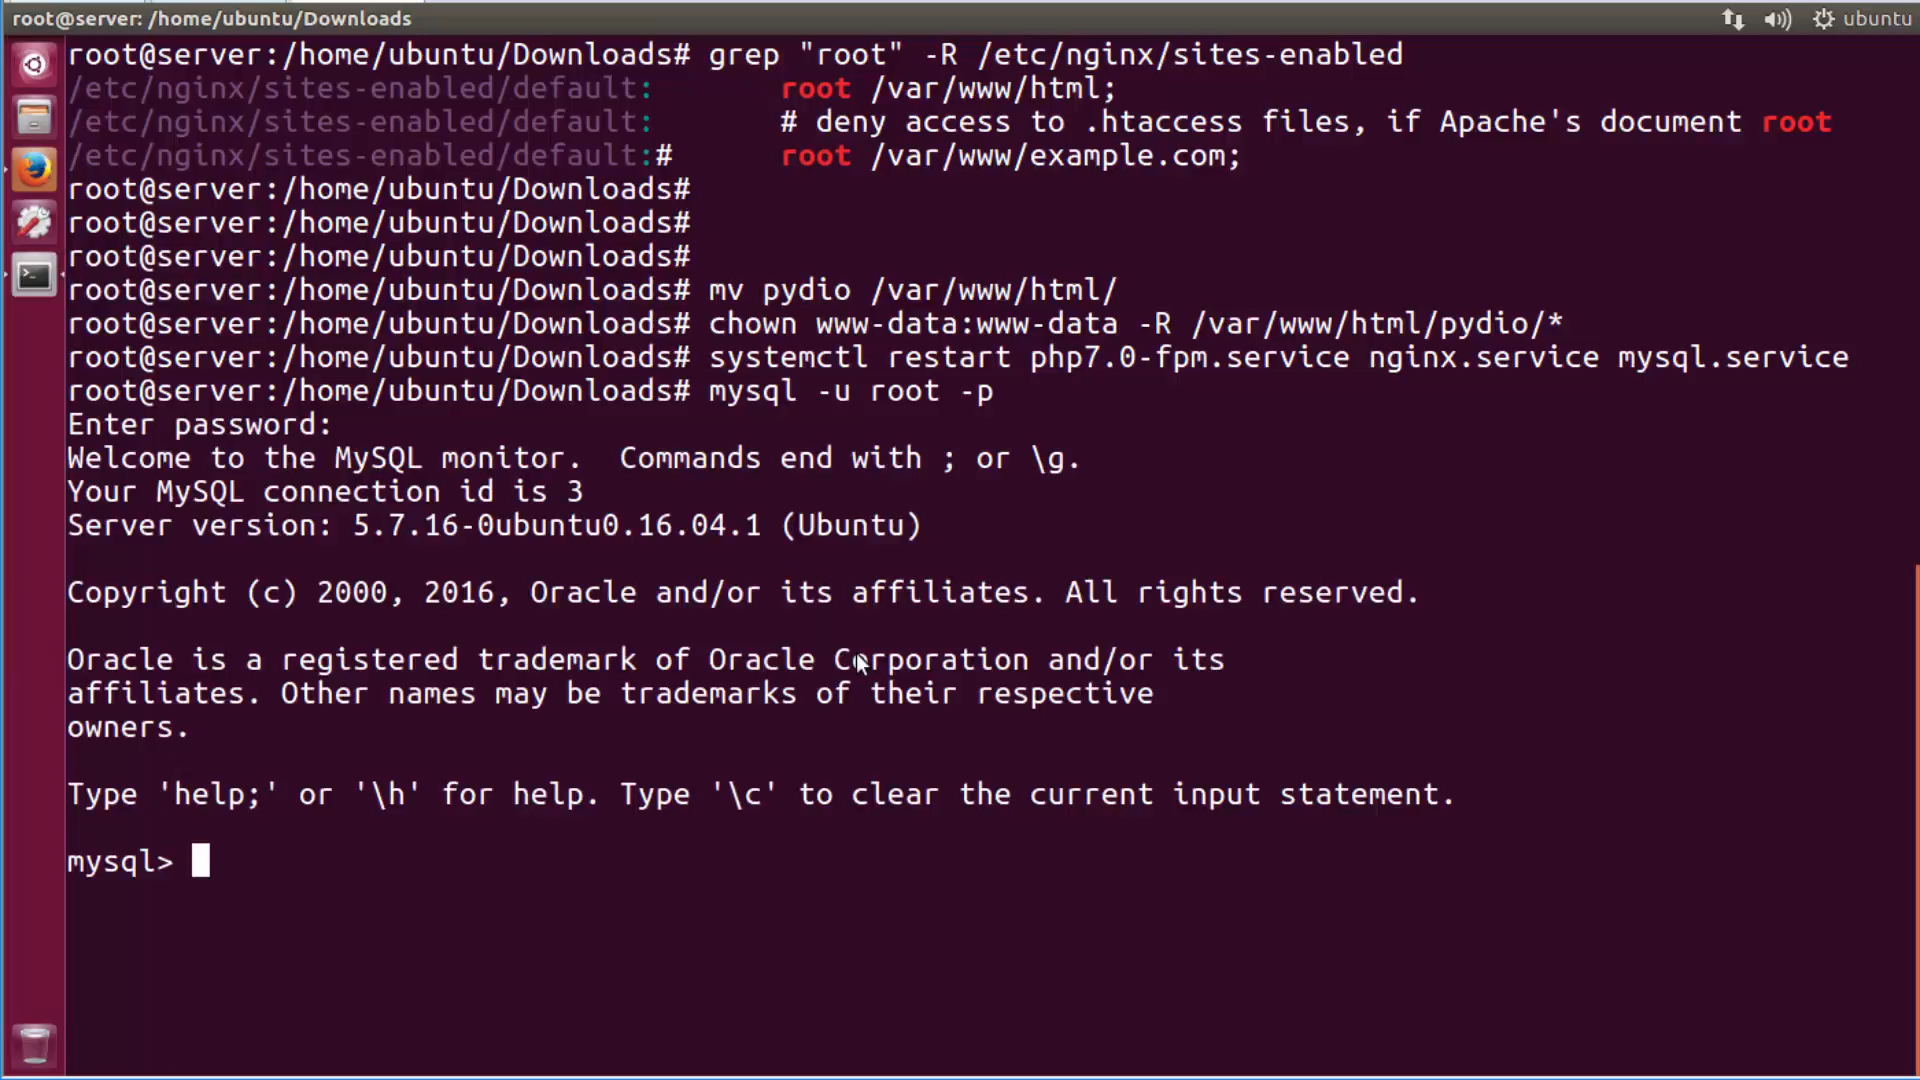 root@server: /home/ubuntu/Downloads
ubuntu
root@server:/home/ubuntu/Downloads# grep "root" -R /etc/nginx/sites-enabled
/etc/nginx/sites-enabled/default:       root /var/www/html;
/etc/nginx/sites-enabled/default:       # deny access to .htaccess files, if Apache's document root
/etc/nginx/sites-enabled/default:#      root /var/www/example.com;
root@server:/home/ubuntu/Downloads#
root@server:/home/ubuntu/Downloads#
root@server:/home/ubuntu/Downloads#
root@server:/home/ubuntu/Downloads# mv pydio /var/www/html/
root@server:/home/ubuntu/Downloads# chown www-data:www-data -R /var/www/html/pydio/*
root@server:/home/ubuntu/Downloads# systemctl restart php7.0-fpm.service nginx.service mysql.service
root@server:/home/ubuntu/Downloads# mysql -u root -p
Enter password:
Welcome to the MySQL monitor.  Commands end with ; or \g.
Your MySQL connection id is 3
Server version: 5.7.16-0ubuntu0.16.04.1 (Ubuntu)
Copyright (c) 2000, 2016, Oracle and/or its affiliates. All rights reserved.
Oracle is a registered trademark of Oracle Corporation and/or its
affiliates. Other names may be trademarks of their respective
owners.
Type 'help;' or '\h' for help. Type '\c' to clear the current input statement.
mysql>